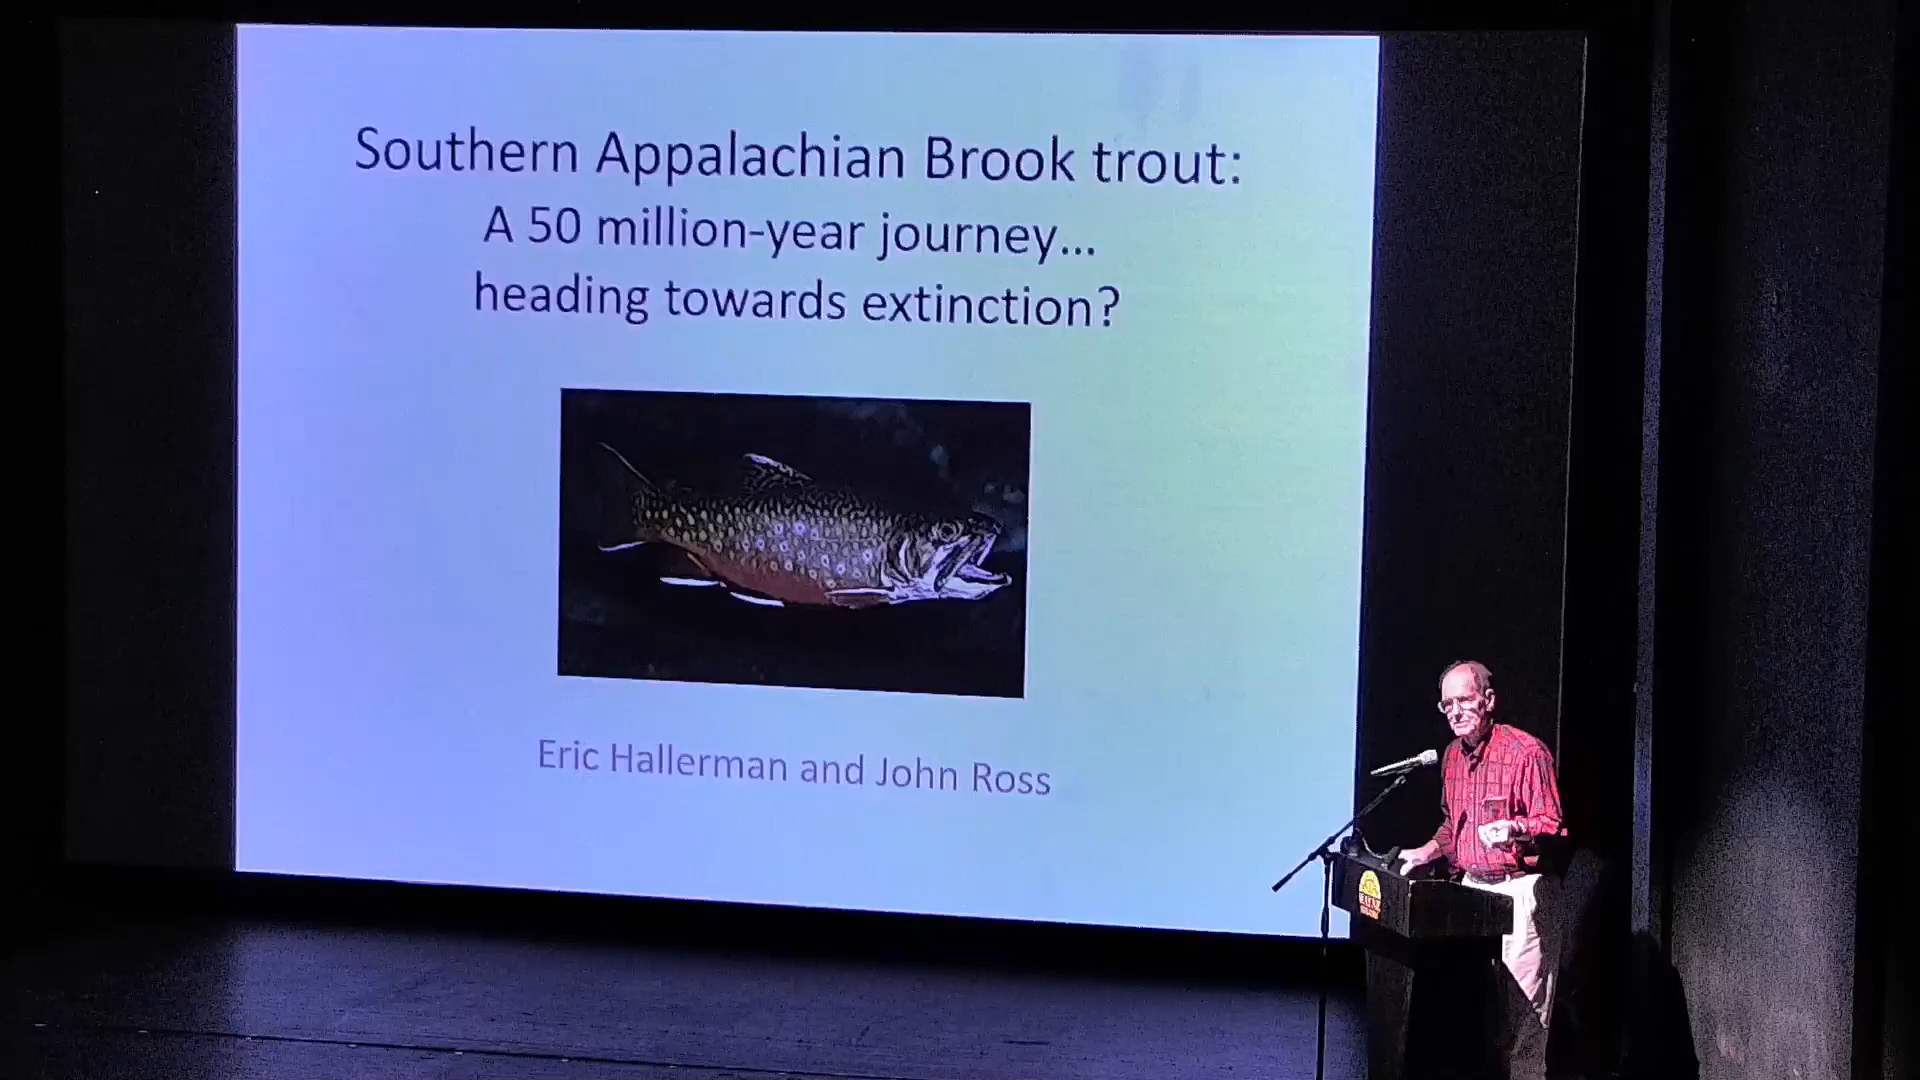 Southern Appalachian Brook trout:
A 50 million-year journey...
heading towards extinction?
Eric Hallerman and John Ross